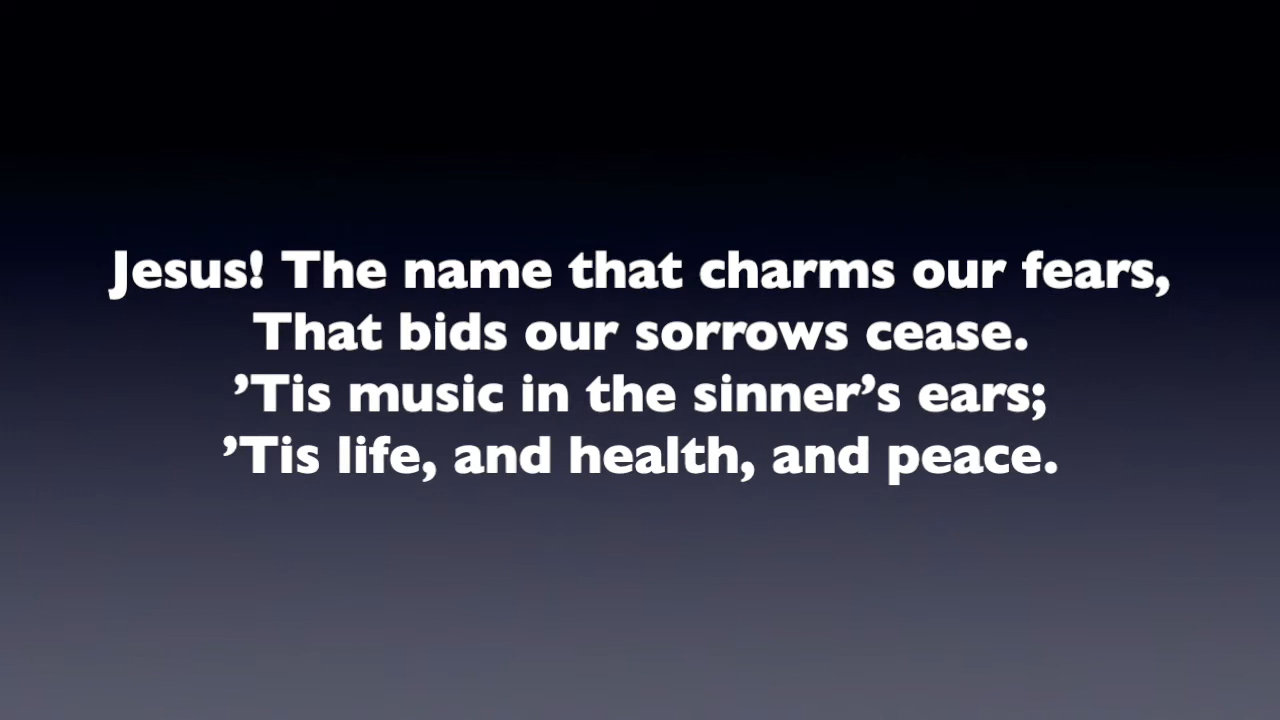 Jesus! The name that charms our fears,
That bids our sorrows cease.
’Tis music in the sinner’s ears;
’Tis life, and health, and peace.